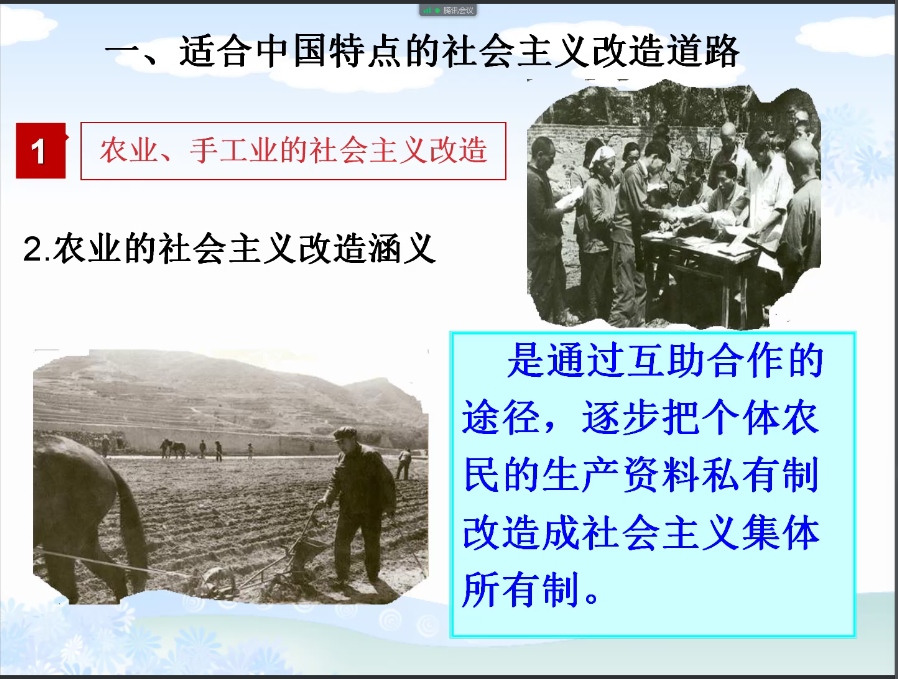 腾讯会议
一、适合中国特点的社会主义改造道路
1
农业、手工业的社会主义改造
2.农业的社会主义改造涵义
是通过互助合作的
途径，逐步把个体农
民的生产资料私有制
改造成社会主义集体
所有制。